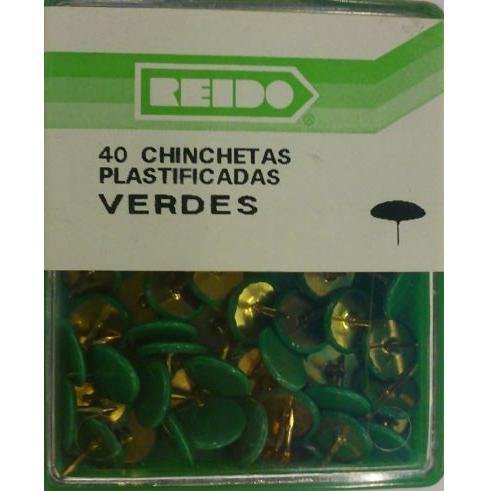 REIDO®
40 CHINCHETAS
PLASTIFICADAS
VERDES